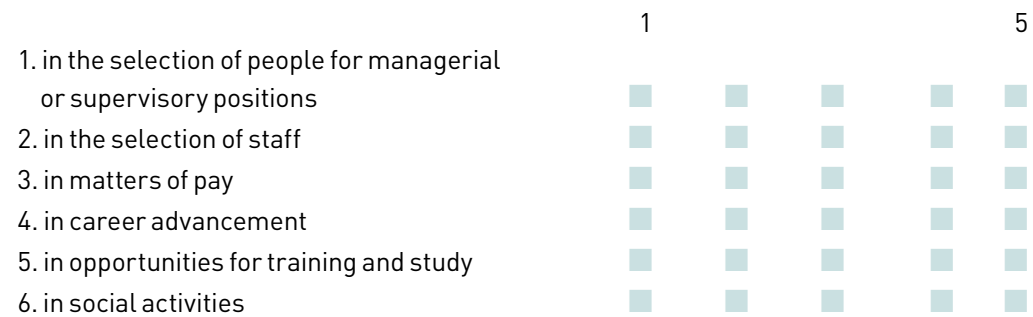 1 5
1. in the selection of people for managerial
or supervisory positions
2. in the selection of staff
3. in matters of pay
4. in career advancement
5. in opportunities for training and study
6. in social activities